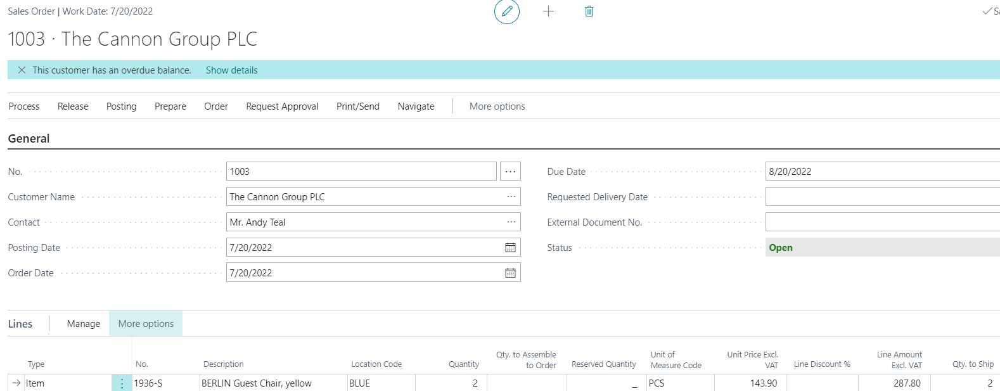 Sales Order | Work Date: 7/20/2022
1003 · The Cannon Group PLC
This customer has an overdue balance. Show details
Process Release Posting Prepare Order Request Approval Print/Send Navigate More options
General
No. 1003
Customer Name The Cannon Group PLC
Contact Mr. Andy Teal
Posting Date 7/20/2022
Order Date 7/20/2022
Due Date 8/20/2022
Requested Delivery Date
External Document No.
Status Open
Lines Manage More options
Type No. Description Location Code Quantity Qty. to Assemble to Order Reserved Quantity Unit of Measure Code Unit Price Excl. VAT Line Discount % Line Amount Excl. VAT Qty. to Ship
Item 1936-S BERLIN Guest Chair, yellow BLUE 2 _ PCS 143.90 287.80 2